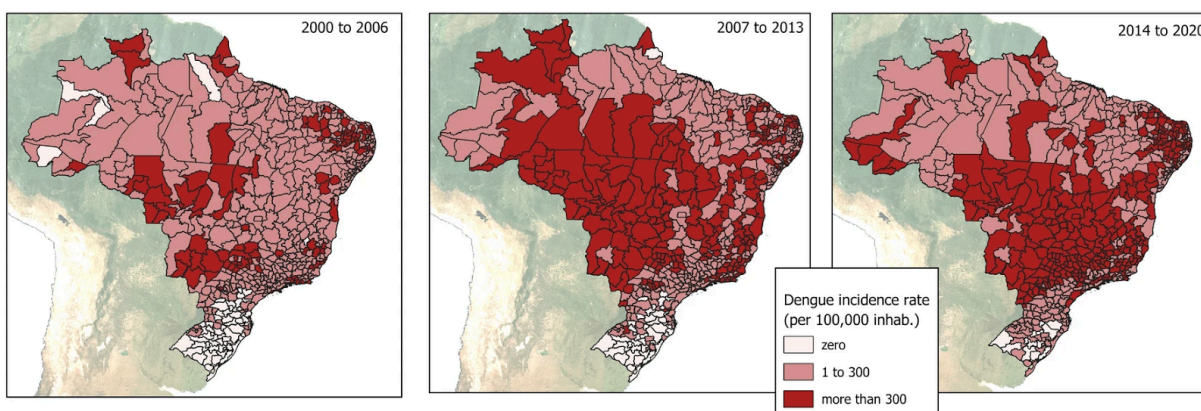 2000 to 2006
2007 to 2013
2014 to 2020
Dengue incidence rate
(per 100,000 inhab.)
zero
1 to 300
more than 300